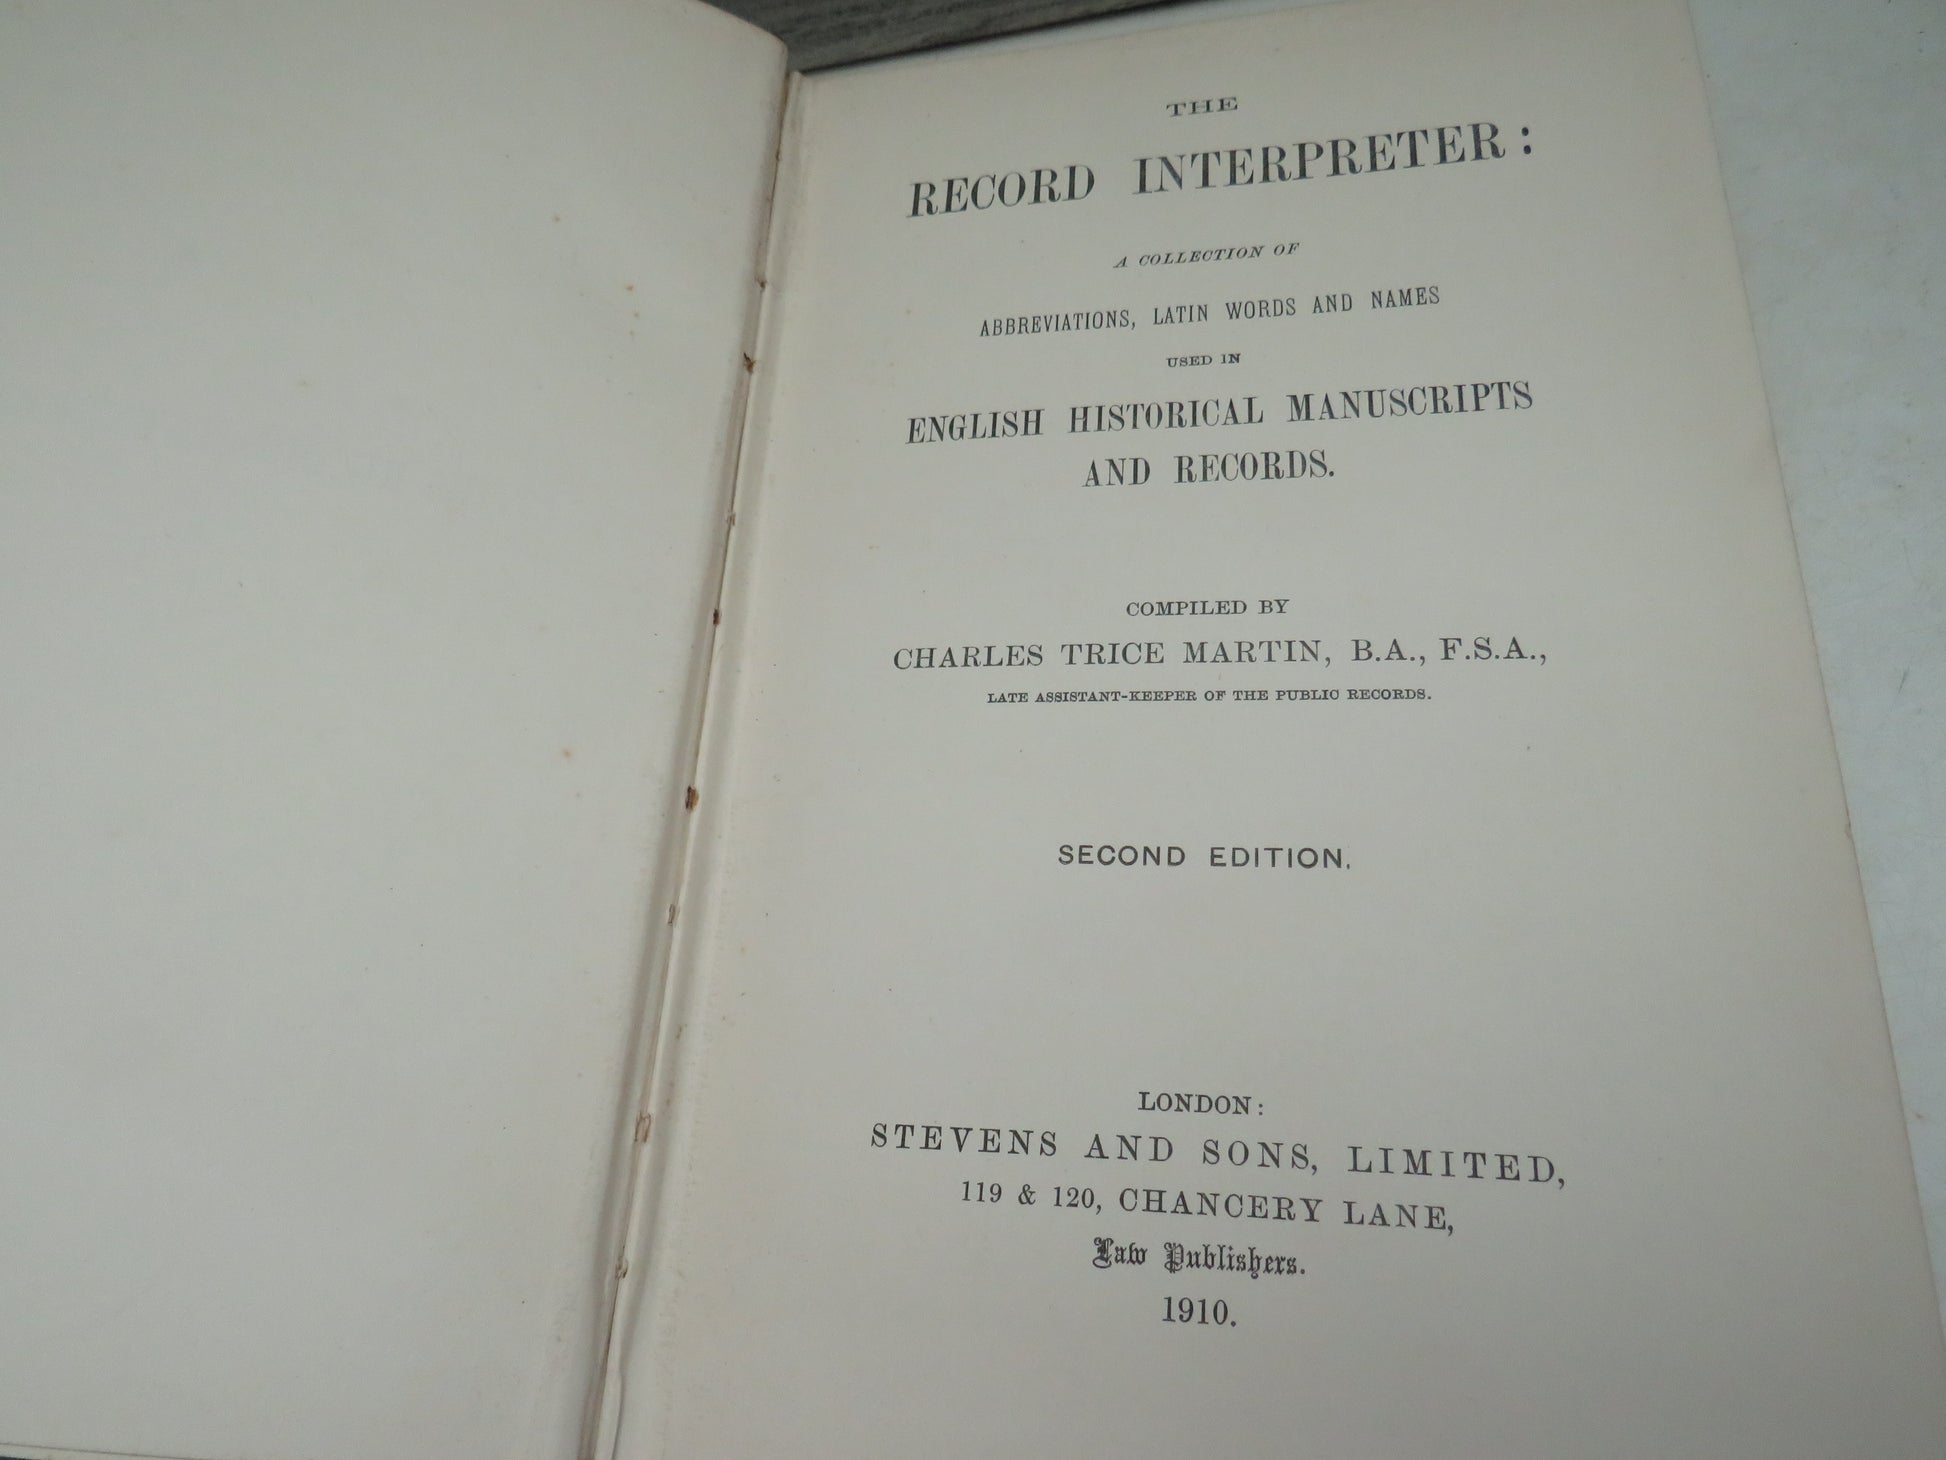 THE
RECORD INTERPRETER:
A COLLECTION OF
ABBREVIATIONS, LATIN WORDS AND NAMES
USED IN
ENGLISH HISTORICAL MANUSCRIPTS
AND RECORDS.
COMPILED BY
CHARLES TRICE MARTIN, B.A., F.S.A.,
LATE ASSISTANT-KEEPER OF THE PUBLIC RECORDS.
SECOND EDITION.
LONDON:
STEVENS AND SONS, LIMITED,
119 & 120, CHANCERY LANE,
Law Publishers.
1910.